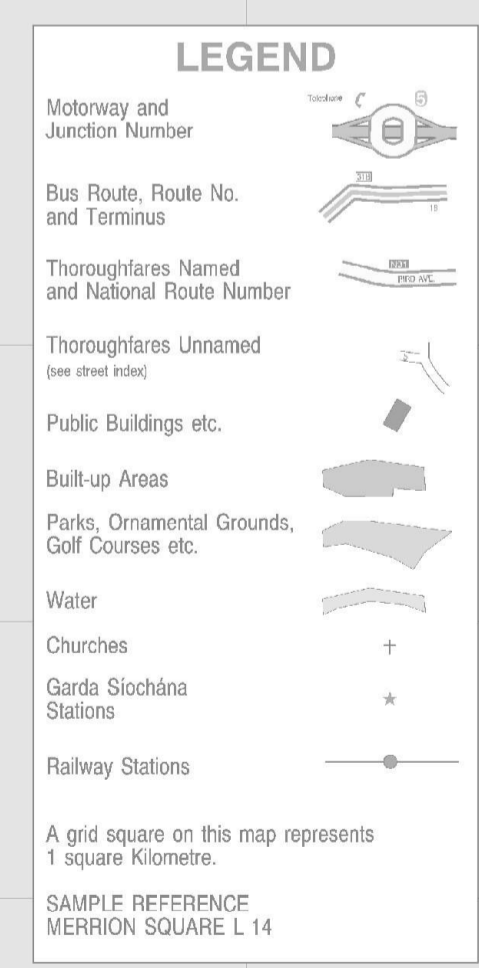 LEGEND
Motorway and
Junction Number
Telephone
Bus Route, Route No.
and Terminus
Thoroughfares Named
and National Route Number
PIRO AVE.
Thoroughfares Unnamed
(see street index)
Public Buildings etc.
Built-up Areas
Parks, Ornamental Grounds,
Golf Courses etc.
Water
Churches
Garda Síochána
Stations
Railway Stations
A grid square on this map represents
1 square Kilometre.
SAMPLE REFERENCE
MERRION SQUARE L 14